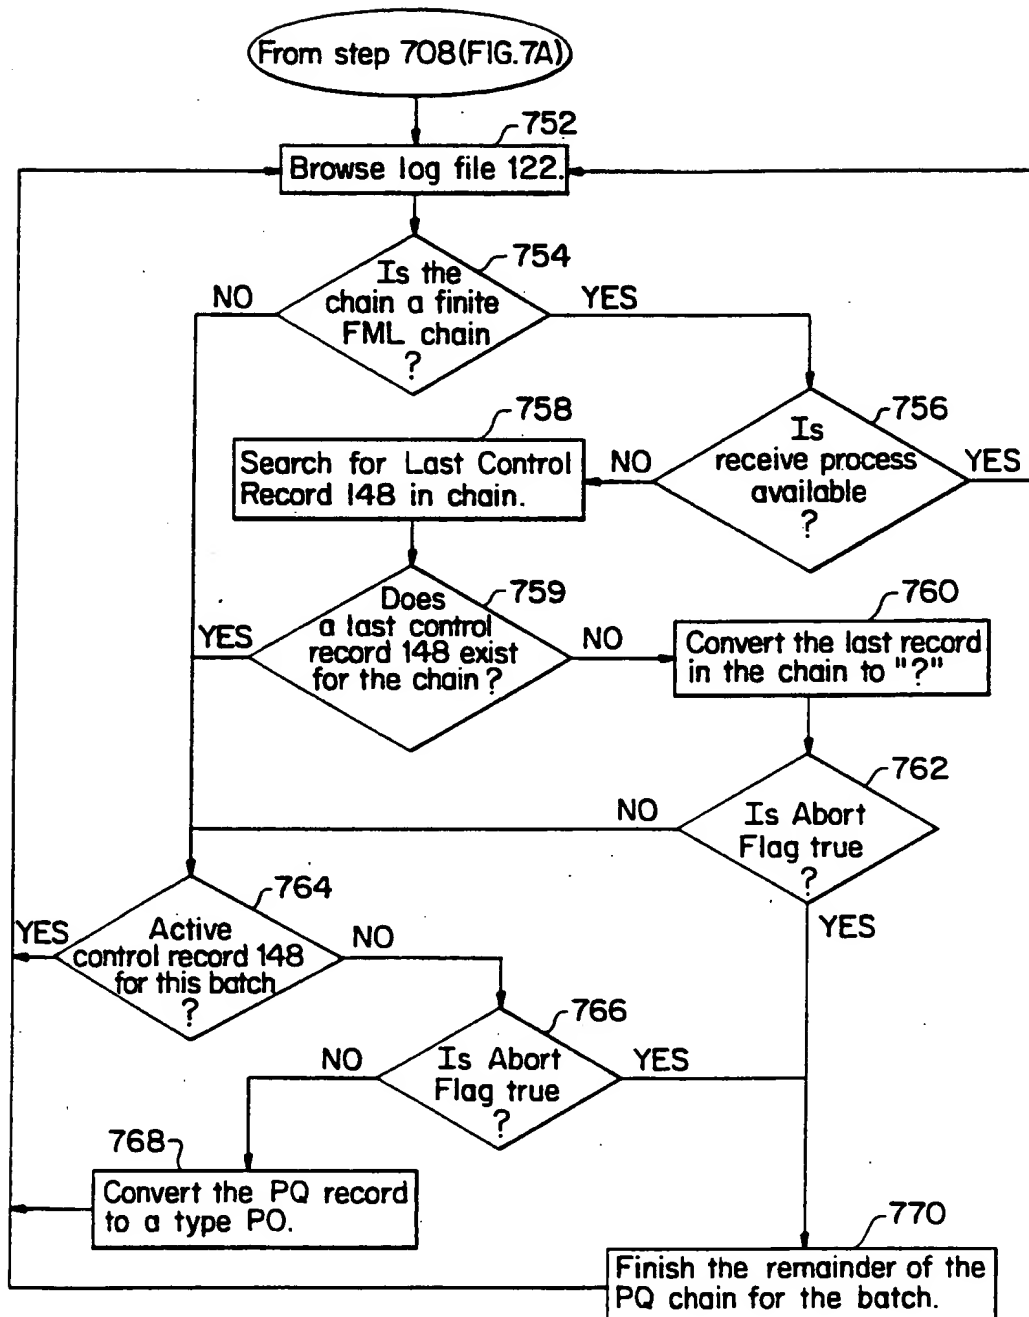 From step 708(FIG.7A)
752
Browse log file 122.
754
Is the
chain a finite
FML chain
?
NO
YES
756
Is
receive process
available
?
NO
YES
758
Search for Last Control
Record 148 in chain.
759
Does
a last control
record 148 exist
for the chain?
YES
NO
760
Convert the last record
in the chain to "?"
762
Is Abort
Flag true
?
NO
YES
764
Active
control record 148
for this batch
?
YES
NO
766
Is Abort
Flag true
?
NO
YES
768
Convert the PQ record
to a type PO.
770
Finish the remainder of the
PQ chain for the batch.